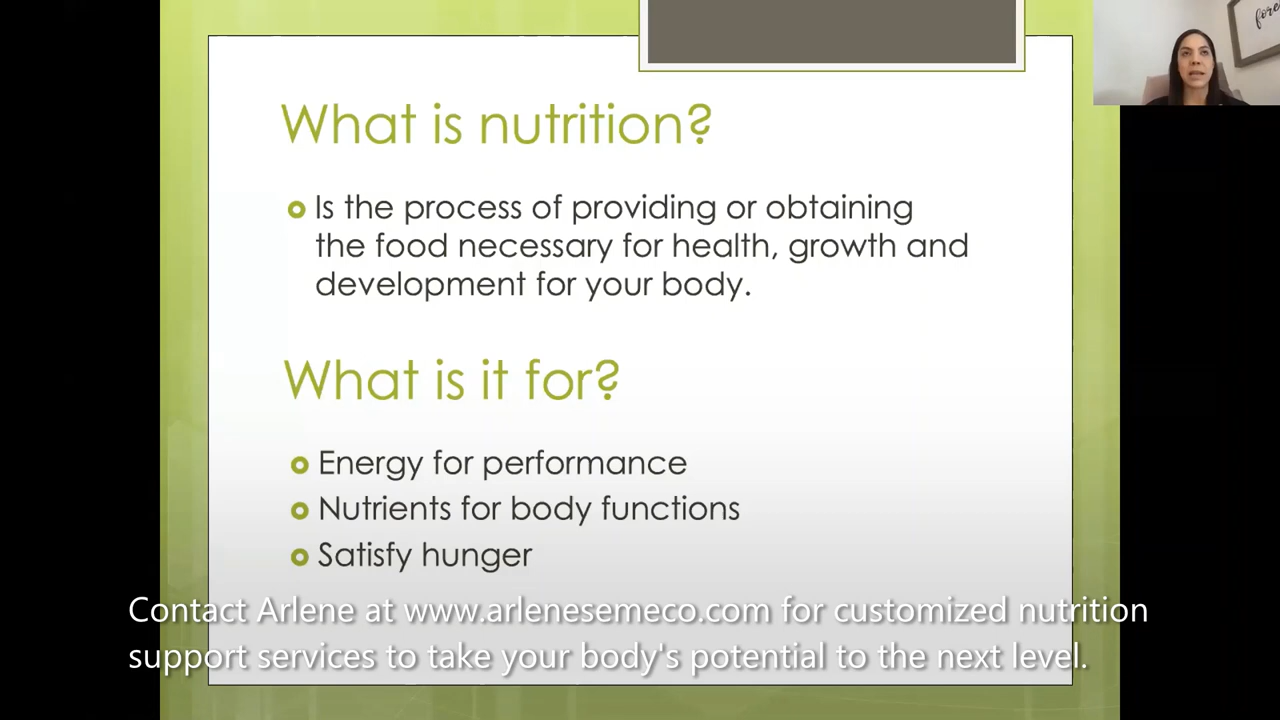 What is nutrition?
Is the process of providing or obtaining
the food necessary for health, growth and
development for your body.
What is it for?
Energy for performance
Nutrients for body functions
Satisfy hunger
Contact Arlene at www.arlenesemeco.com for customized nutrition
support services to take your body's potential to the next level.